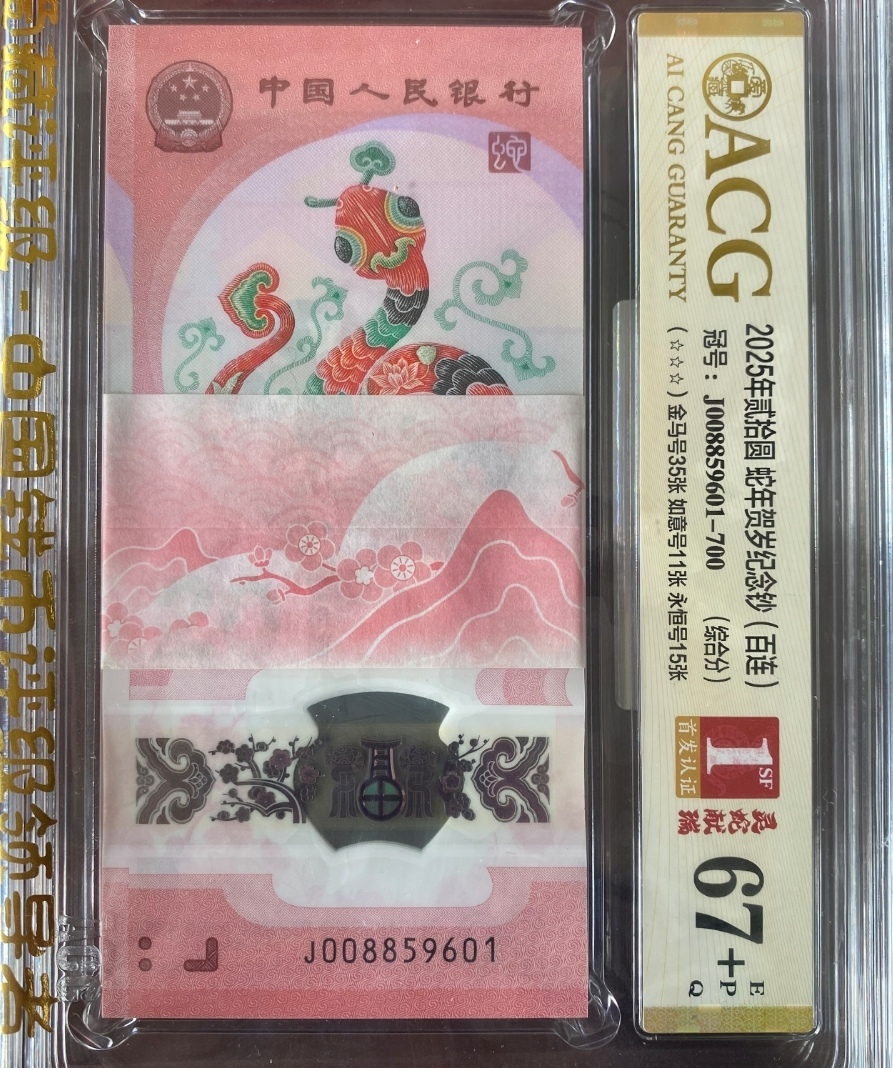 中国人民银行
蛇
J008859601
ACG
AI CANG GUARANTY
2025年贰拾圆 蛇年贺岁纪念钞（百连）
冠号：J008859601-700 （综合分）
（☆☆☆）金马号35张 如意号11张 永恒号15张
1SF
首发认证
灵蛇献瑞
67+
EPQ
中国钱币评级领导者